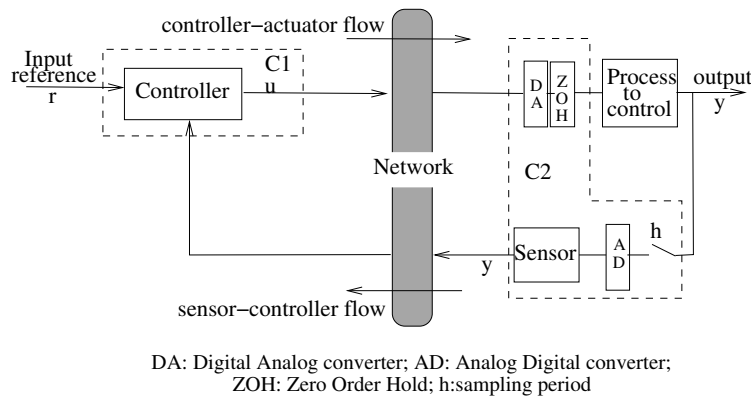 controller−actuator flow
Input
reference
r
C1
u
Controller
D
A
Z
O
H
Process
to
control
output
y
Network
C2
h
Sensor
A
D
y
sensor−controller flow
DA: Digital Analog converter; AD: Analog Digital converter;
ZOH: Zero Order Hold; h:sampling period